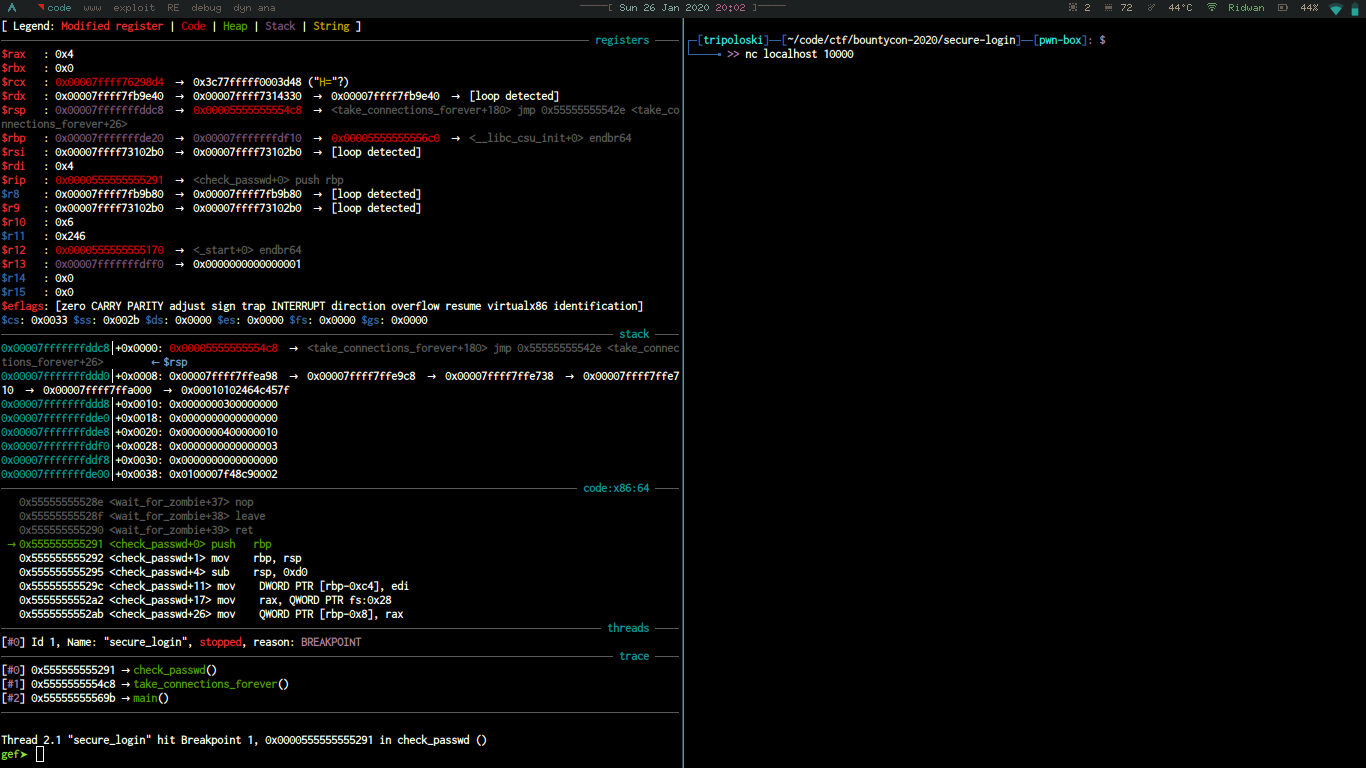 code www exploit RE debug dyn ana [ Sun 26 Jan 2020 20:02 ] 2 72 44°C Ridwan 44%
[ Legend: Modified register | Code | Heap | Stack | String ]
registers
$rax : 0x4
$rbx : 0x0
$rcx : 0x00007ffff76298d4 → 0x3c77fffff0003d48 ("H="?)
$rdx : 0x00007ffff7fb9e40 → 0x00007ffff7314330 → 0x00007ffff7fb9e40 → [loop detected]
$rsp : 0x00007fffffffddc8 → 0x00005555555554c8 → <take_connections_forever+180> jmp 0x55555555542e <take_co
nnections_forever+26>
$rbp : 0x00007fffffffde20 → 0x00007fffffffdf10 → 0x00005555555556c0 → <__libc_csu_init+0> endbr64
$rsi : 0x00007ffff73102b0 → 0x00007ffff73102b0 → [loop detected]
$rdi : 0x4
$rip : 0x0000555555555291 → <check_passwd+0> push rbp
$r8 : 0x00007ffff7fb9b80 → 0x00007ffff7fb9b80 → [loop detected]
$r9 : 0x00007ffff73102b0 → 0x00007ffff73102b0 → [loop detected]
$r10 : 0x6
$r11 : 0x246
$r12 : 0x0000555555555170 → <_start+0> endbr64
$r13 : 0x00007fffffffdff0 → 0x0000000000000001
$r14 : 0x0
$r15 : 0x0
$eflags: [zero CARRY PARITY adjust sign trap INTERRUPT direction overflow resume virtualx86 identification]
$cs: 0x0033 $ss: 0x002b $ds: 0x0000 $es: 0x0000 $fs: 0x0000 $gs: 0x0000
stack
0x00007fffffffddc8│+0x0000: 0x00005555555554c8 → <take_connections_forever+180> jmp 0x55555555542e <take_connec
tions_forever+26> ← $rsp
0x00007fffffffddd0│+0x0008: 0x00007ffff7ffea98 → 0x00007ffff7ffe9c8 → 0x00007ffff7ffe738 → 0x00007ffff7ffe7
10 → 0x00007ffff7ffa000 → 0x00010102464c457f
0x00007fffffffddd8│+0x0010: 0x0000000300000000
0x00007fffffffdde0│+0x0018: 0x0000000000000000
0x00007fffffffdde8│+0x0020: 0x0000000400000010
0x00007fffffffddf0│+0x0028: 0x0000000000000003
0x00007fffffffddf8│+0x0030: 0x0000000000000000
0x00007fffffffde00│+0x0038: 0x0100007f48c90002
code:x86:64
0x55555555528e <wait_for_zombie+37> nop
0x55555555528f <wait_for_zombie+38> leave
0x555555555290 <wait_for_zombie+39> ret
→ 0x555555555291 <check_passwd+0> push rbp
0x555555555292 <check_passwd+1> mov rbp, rsp
0x555555555295 <check_passwd+4> sub rsp, 0xd0
0x55555555529c <check_passwd+11> mov DWORD PTR [rbp-0xc4], edi
0x5555555552a2 <check_passwd+17> mov rax, QWORD PTR fs:0x28
0x5555555552ab <check_passwd+26> mov QWORD PTR [rbp-0x8], rax
threads
[#0] Id 1, Name: "secure_login", stopped, reason: BREAKPOINT
trace
[#0] 0x555555555291 → check_passwd()
[#1] 0x5555555554c8 → take_connections_forever()
[#2] 0x55555555569b → main()
Thread 2.1 "secure_login" hit Breakpoint 1, 0x0000555555555291 in check_passwd ()
gef➤
[tripoloski]—[~/code/ctf/bountycon-2020/secure-login]—[pwn-box]: $
>> nc localhost 10000